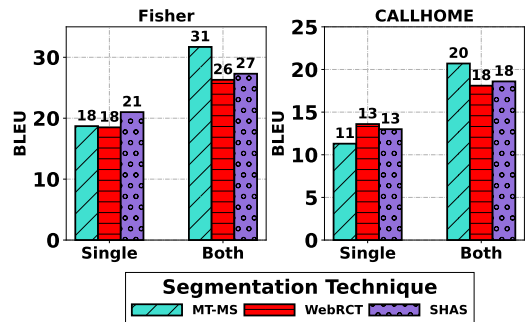 Fisher
CALLHOME
BLEU
0
10
20
30
18
18
21
31
26
27
Single
Both
BLEU
0
5
10
15
20
25
11
13
13
20
18
18
Single
Both
Segmentation Technique
MT-MS
WebRCT
SHAS